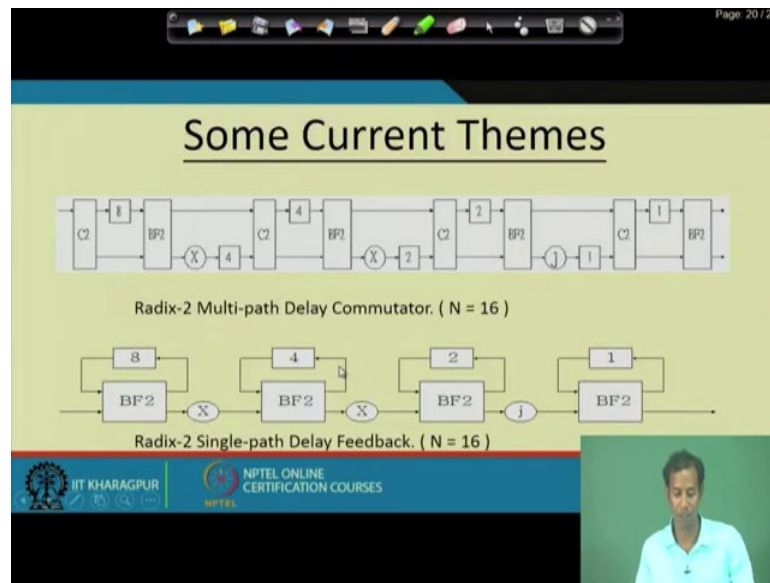 Page: 20/2
Some Current Themes
C2 8 BF2 X 4 C2 4 BF2 X 2 C2 2 BF2 j 1 C2 1 BF2
Radix-2 Multi-path Delay Commutator. ( N = 16 )
8 4 2 1
BF2 X BF2 X BF2 j BF2
Radix-2 Single-path Delay Feedback. ( N = 16 )
IIT KHARAGPUR
NPTEL
NPTEL ONLINE
CERTIFICATION COURSES